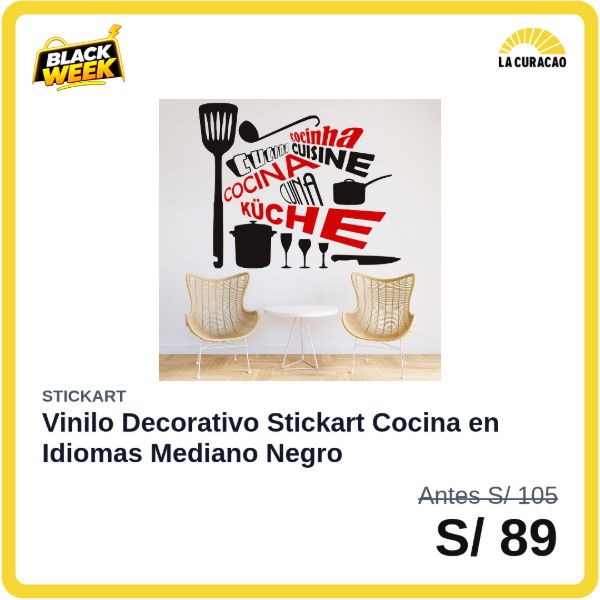 BLACK
WEEK
LA CURACAO
cocinha
CUISINE
COCINA
CUINA
KÜCHE
STICKART
Vinilo Decorativo Stickart Cocina en
Idiomas Mediano Negro
Antes S/ 105
S/ 89